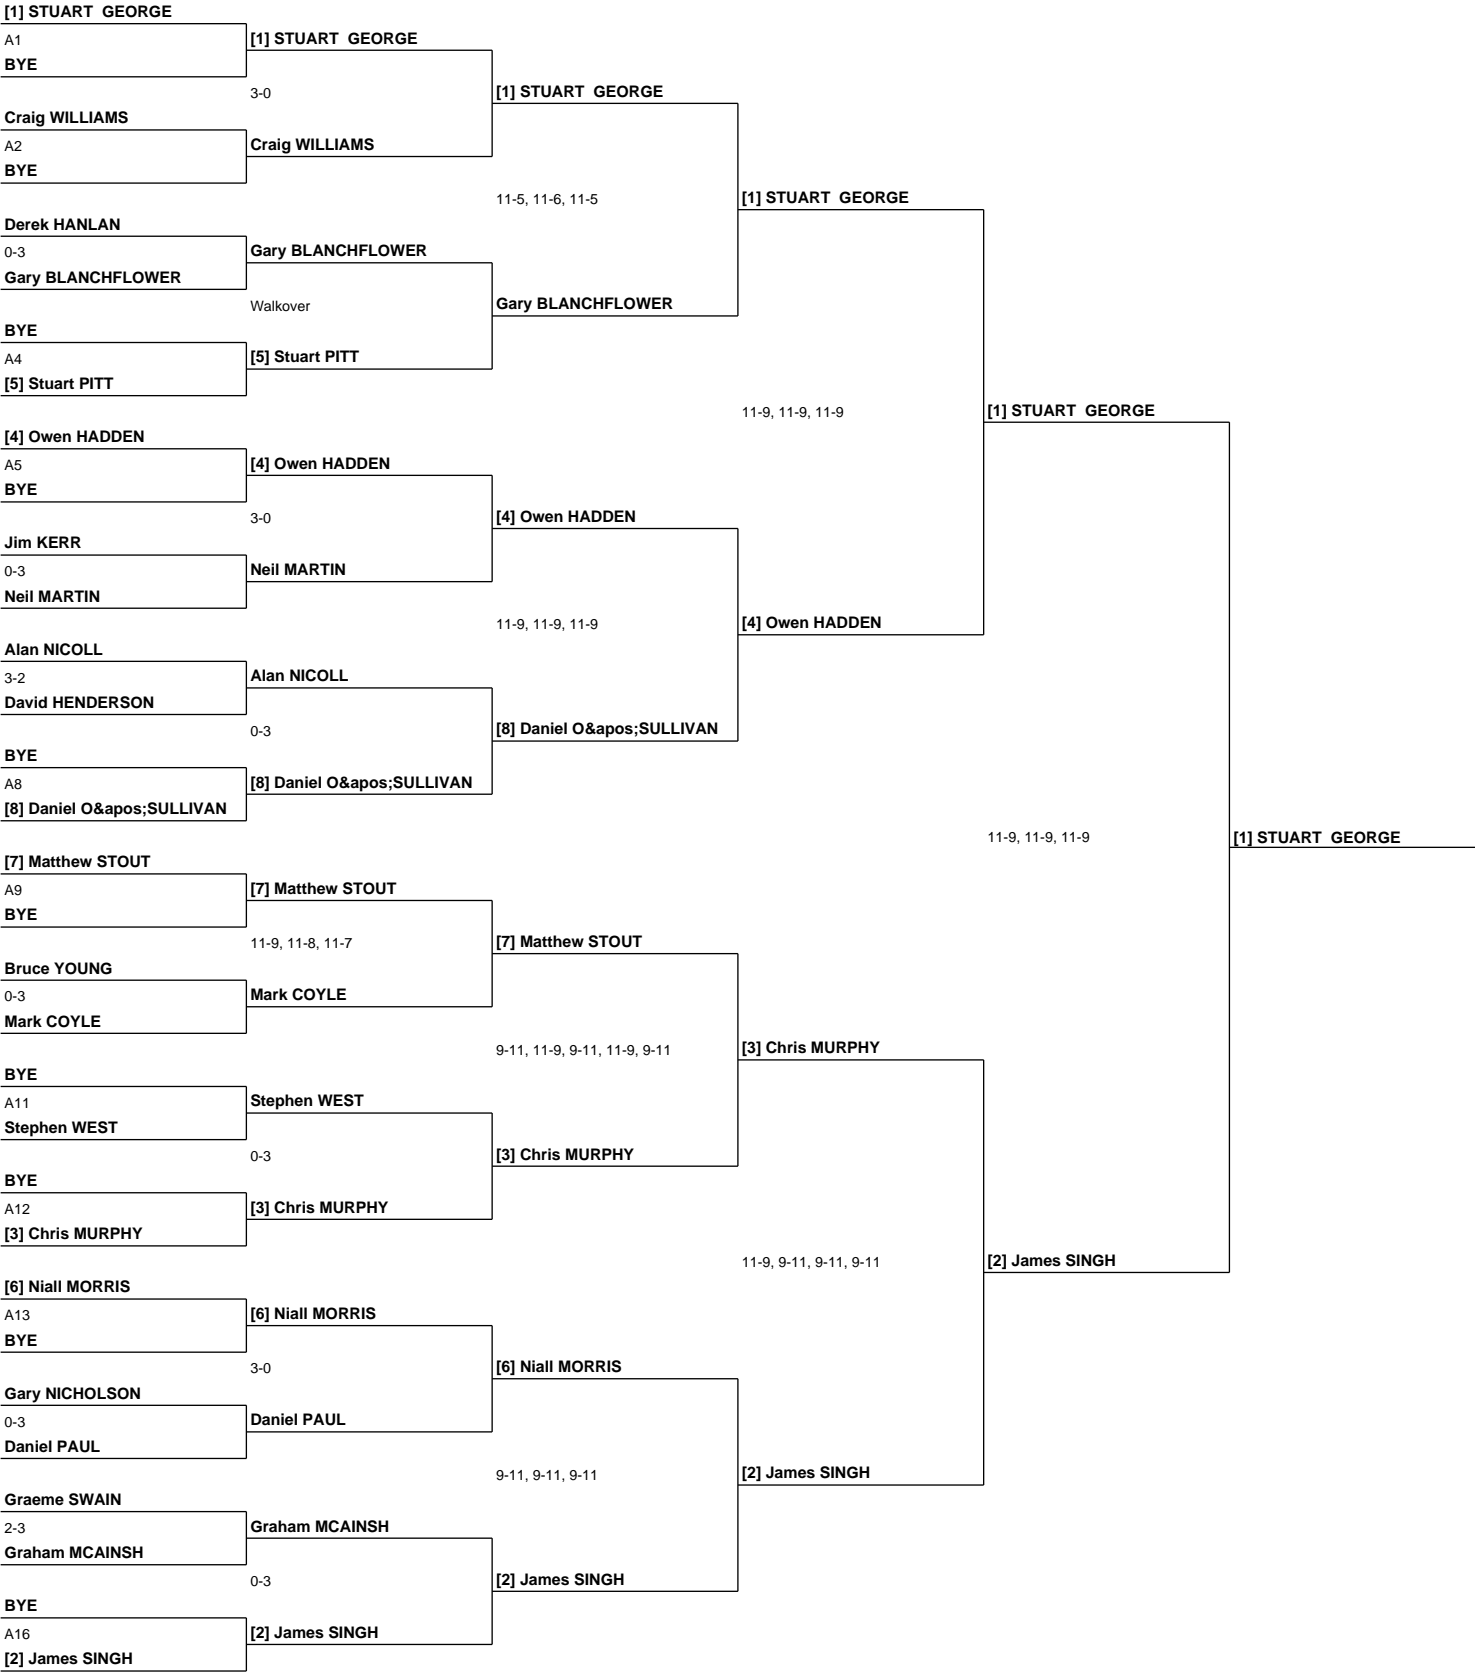 [1] STUART  GEORGE
A1
[1] STUART  GEORGE
BYE
3-0
[1] STUART  GEORGE
Craig WILLIAMS
A2
Craig WILLIAMS
BYE
11-5, 11-6, 11-5
[1] STUART  GEORGE
Derek HANLAN
0-3
Gary BLANCHFLOWER
Gary BLANCHFLOWER
Walkover
Gary BLANCHFLOWER
BYE
A4
[5] Stuart PITT
[5] Stuart PITT
11-9, 11-9, 11-9
[1] STUART  GEORGE
[4] Owen HADDEN
A5
[4] Owen HADDEN
BYE
3-0
[4] Owen HADDEN
Jim KERR
0-3
Neil MARTIN
Neil MARTIN
11-9, 11-9, 11-9
[4] Owen HADDEN
Alan NICOLL
3-2
Alan NICOLL
David HENDERSON
0-3
[8] Daniel O&apos;SULLIVAN
BYE
A8
[8] Daniel O&apos;SULLIVAN
[8] Daniel O&apos;SULLIVAN
11-9, 11-9, 11-9
[1] STUART  GEORGE
[7] Matthew STOUT
A9
[7] Matthew STOUT
BYE
11-9, 11-8, 11-7
[7] Matthew STOUT
Bruce YOUNG
0-3
Mark COYLE
Mark COYLE
9-11, 11-9, 9-11, 11-9, 9-11
[3] Chris MURPHY
BYE
A11
Stephen WEST
Stephen WEST
0-3
[3] Chris MURPHY
BYE
A12
[3] Chris MURPHY
[3] Chris MURPHY
11-9, 9-11, 9-11, 9-11
[2] James SINGH
[6] Niall MORRIS
A13
[6] Niall MORRIS
BYE
3-0
[6] Niall MORRIS
Gary NICHOLSON
0-3
Daniel PAUL
Daniel PAUL
9-11, 9-11, 9-11
[2] James SINGH
Graeme SWAIN
2-3
Graham MCAINSH
Graham MCAINSH
0-3
[2] James SINGH
BYE
A16
[2] James SINGH
[2] James SINGH